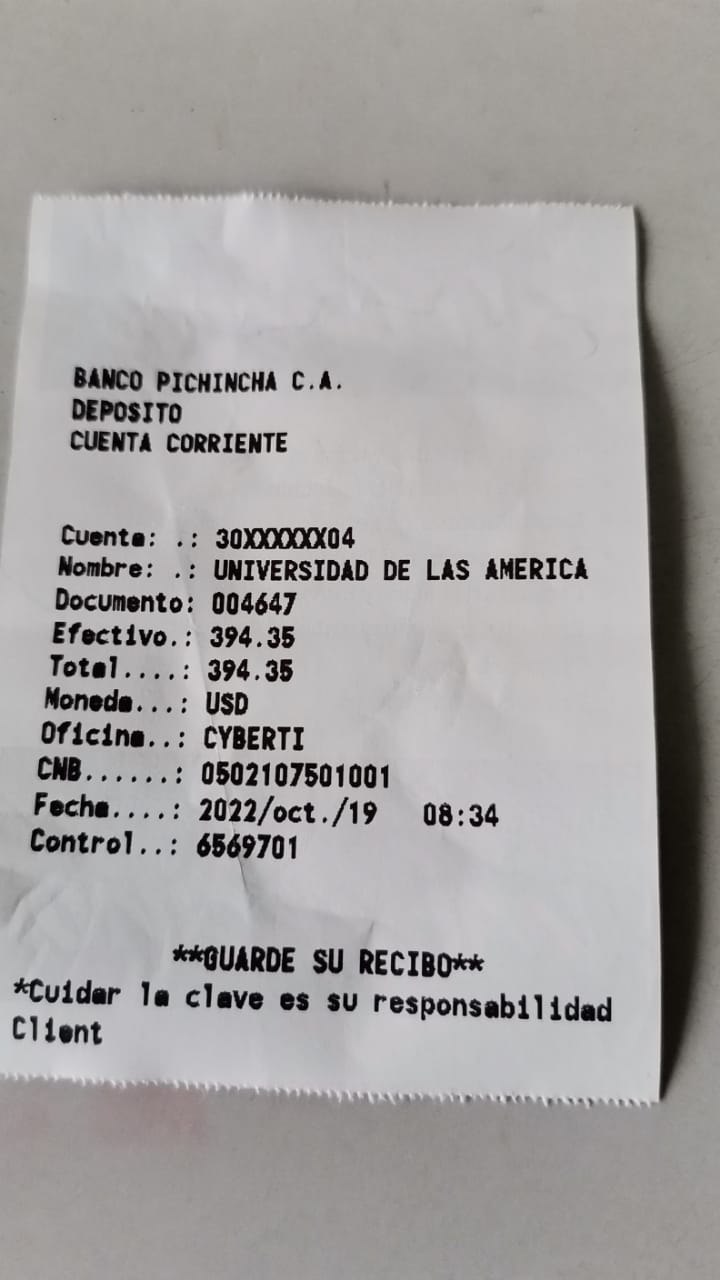 BANCO PICHINCHA C.A.
DEPOSITO
CUENTA CORRIENTE
Cuenta: .: 30XXXXXX04
Nombre: .: UNIVERSIDAD DE LAS AMERICA
Documento: 004647
Efectivo.: 394.35
Total....: 394.35
Moneda...: USD
Oficina..: CYBERTI
CNB......: 0502107501001
Fecha....: 2022/oct./19 08:34
Control..: 6569701
**GUARDE SU RECIBO**
*Cuidar la clave es su responsabilidad
Client